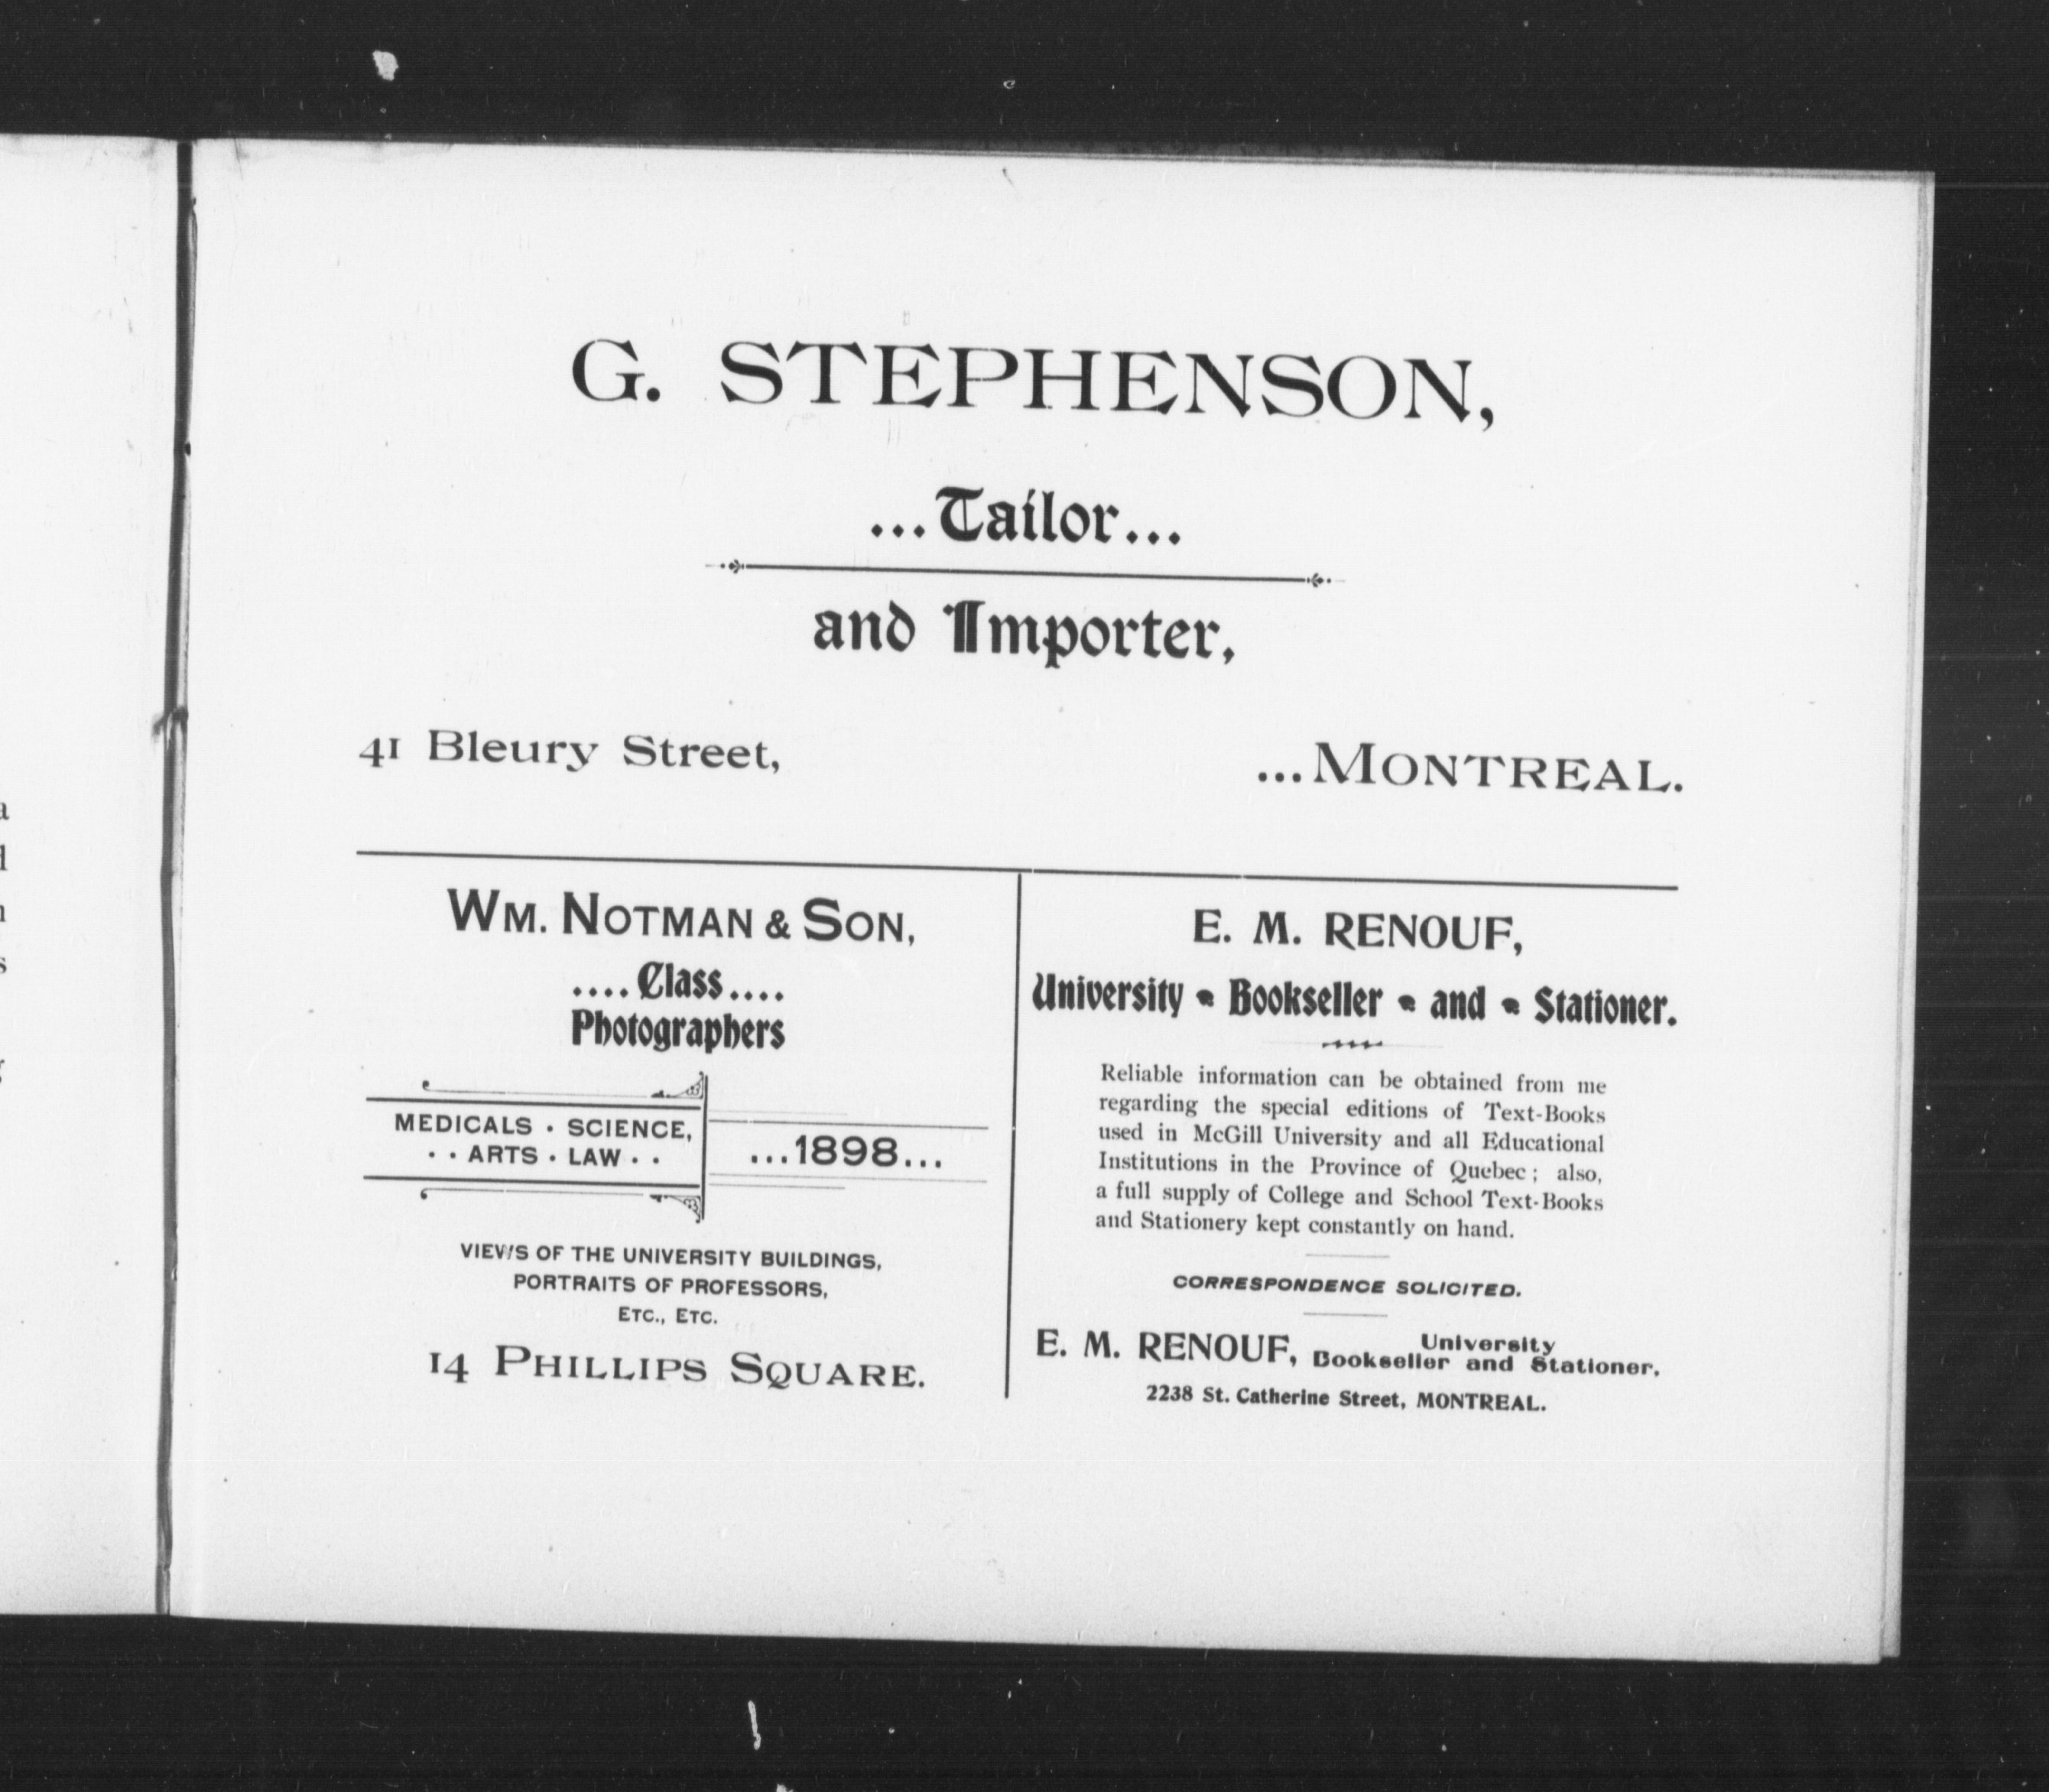 G. STEPHENSON,
...Tailor...
and Importer,
41 Bleury Street,
...MONTREAL.
WM. NOTMAN & SON,
....Class....
Photographers
MEDICALS · SCIENCE,
· · ARTS · LAW · ·
...1898...
VIEWS OF THE UNIVERSITY BUILDINGS,
PORTRAITS OF PROFESSORS,
ETC., ETC.
14 PHILLIPS SQUARE.
E. M. RENOUF,
University Bookseller and Stationer.
Reliable information can be obtained from me
regarding the special editions of Text-Books
used in McGill University and all Educational
Institutions in the Province of Quebec; also,
a full supply of College and School Text-Books
and Stationery kept constantly on hand.
CORRESPONDENCE SOLICITED.
E. M. RENOUF,
University
Bookseller and Stationer,
2238 St. Catherine Street, MONTREAL.